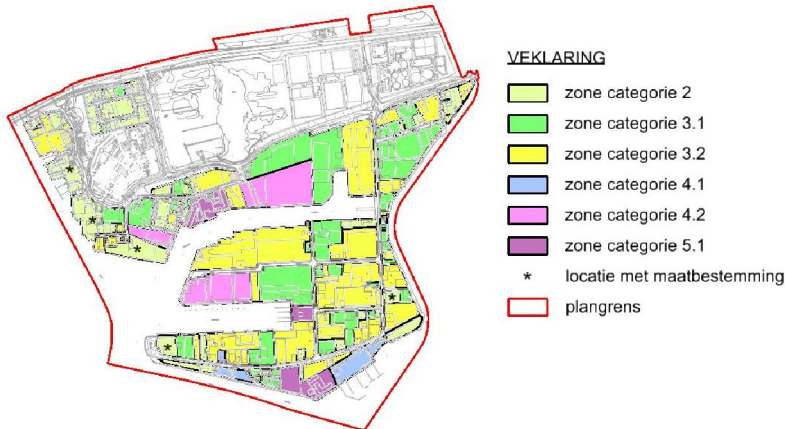 VEKLARING
zone categorie 2
zone categorie 3.1
zone categorie 3.2
zone categorie 4.1
zone categorie 4.2
zone categorie 5.1
* locatie met maatbestemming
plangrens